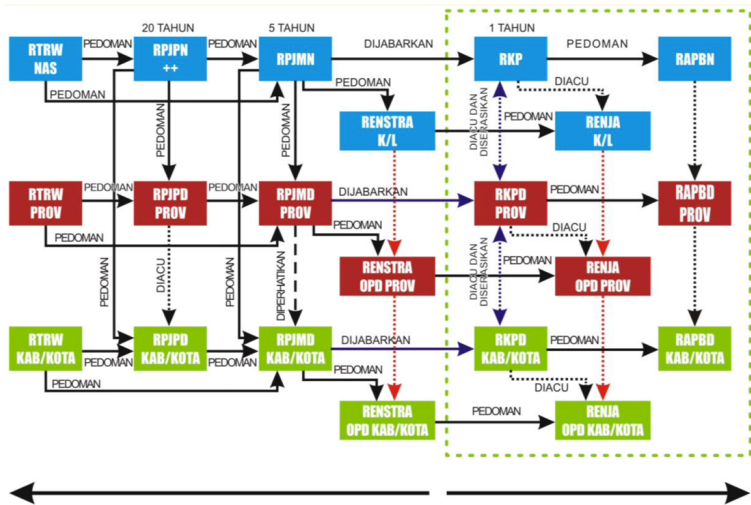 20 TAHUN
5 TAHUN
1 TAHUN
RTRW
NAS
PEDOMAN
RPJPN
++
PEDOMAN
RPJMN
DIJABARKAN
RKP
PEDOMAN
RAPBN
PEDOMAN
PEDOMAN
DIACU
PEDOMAN
PEDOMAN
RENSTRA
K/L
PEDOMAN
RENJA
K/L
DIACU DAN
DISERASIKAN
RTRW
PROV
PEDOMAN
RPJPD
PROV
PEDOMAN
RPJMD
PROV
DIJABARKAN
RKPD
PROV
PEDOMAN
RAPBD
PROV
PEDOMAN
PEDOMAN
DIACU
PEDOMAN
PEDOMAN
DIACU
DIPERHATIKAN
RENSTRA
OPD PROV
PEDOMAN
RENJA
OPD PROV
DIACU DAN
DISERASIKAN
RTRW
KAB/KOTA
PEDOMAN
RPJPD
KAB/KOTA
PEDOMAN
RPJMD
KAB/KOTA
DIJABARKAN
RKPD
KAB/KOTA
PEDOMAN
RAPBD
KAB/KOTA
PEDOMAN
PEDOMAN
DIACU
RENSTRA
OPD KAB/KOTA
PEDOMAN
RENJA
OPD KAB/KOTA